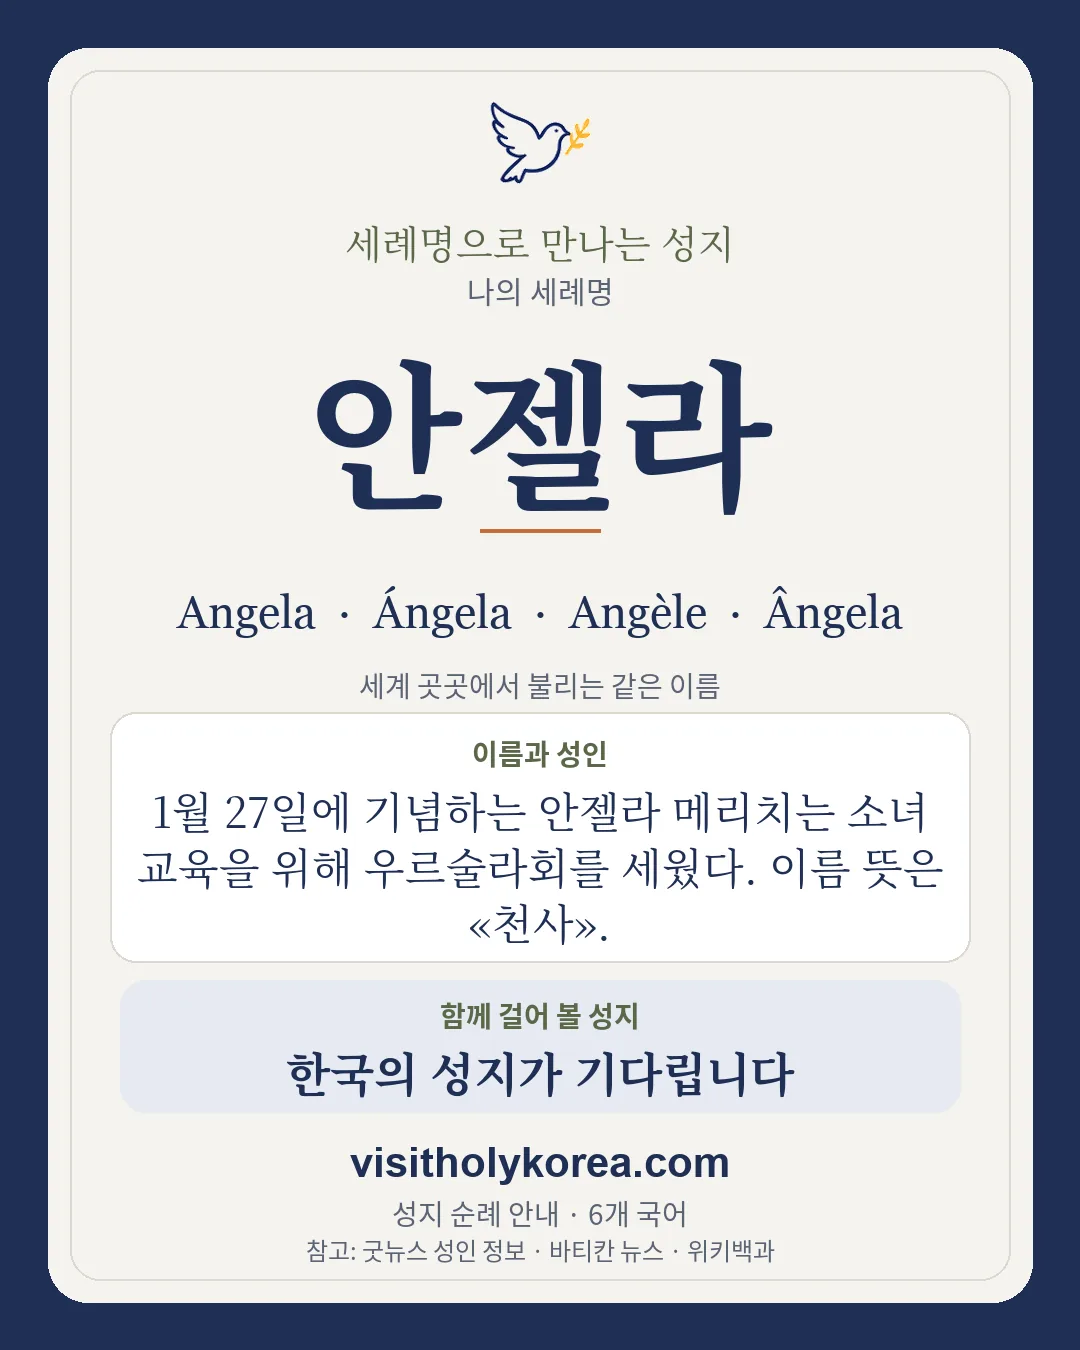 세례명으로 만나는 성지
나의 세례명
안젤라
Angela · Ángela · Angèle · Ângela
세계 곳곳에서 불리는 같은 이름
이름과 성인
1월 27일에 기념하는 안젤라 메리치는 소녀
교육을 위해 우르술라회를 세웠다. 이름 뜻은
«천사».
함께 걸어 볼 성지
한국의 성지가 기다립니다
visitholykorea.com
성지 순례 안내 · 6개 국어
참고: 굿뉴스 성인 정보 · 바티칸 뉴스 · 위키백과